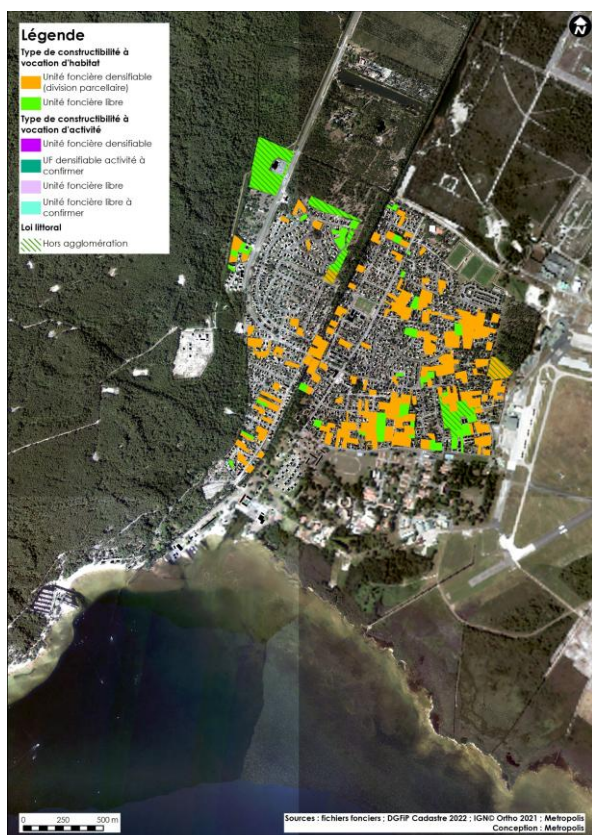 Légende
Type de constructibilité à
vocation d'habitat
Unité foncière densifiable
(division parcellaire)
Unité foncière libre
Type de constructibilité à
vocation d'activité
Unité foncière densifiable
UF densifiable activité à
confirmer
Unité foncière libre
Unité foncière libre à
confirmer
Loi littoral
Hors agglomération
N
0 250 500 m
Sources : fichiers fonciers ; DGFiP Cadastre 2022 ; IGN© Ortho 2021 ; Metropolis
Conception : Metropolis